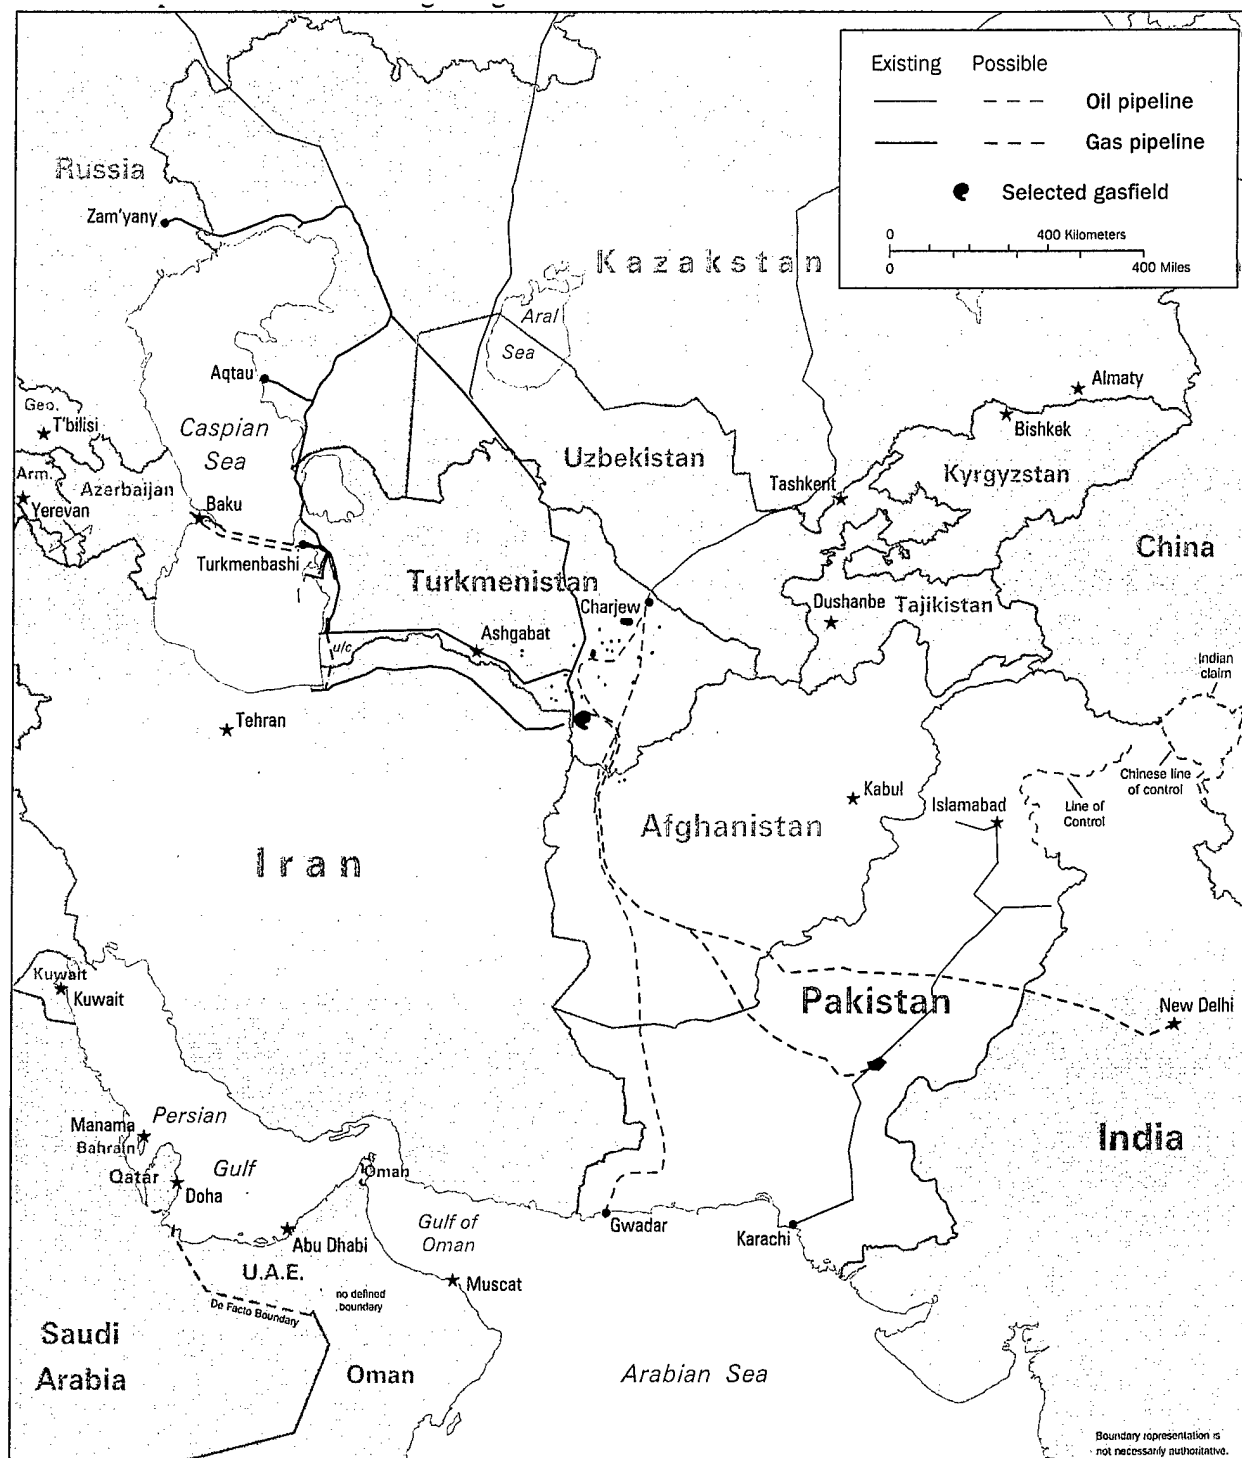 Existing Possible
Oil pipeline
Gas pipeline
Selected gasfield
0 400 Kilometers
0 400 Miles
Russia
Zam'yany
Kazakstan
Aral
Sea
Aqtau
Almaty
Geo.
T'bilisi
Caspian
Sea
Bishkek
Uzbekistan
Kyrgyzstan
Arm.
Azerbaijan
Tashkent
Yerevan
Baku
China
Turkmenbashi
Turkmenistan
Charjew
Dushanbe
Tajikistan
Ashgabat
u/c
Indian
claim
Tehran
Chinese line
of control
Kabul
Islamabad
Line of
Control
Afghanistan
Iran
Kuwait
Kuwait
Pakistan
New Delhi
Persian
Gulf
Manama
Bahrain
India
Qatar
Doha
Oman
Gulf of
Oman
Gwadar
Karachi
Abu Dhabi
U.A.E.
Muscat
no defined
boundary
De Facto Boundary
Saudi
Arabia
Oman
Arabian Sea
Boundary representation is
not necessarily authoritative.